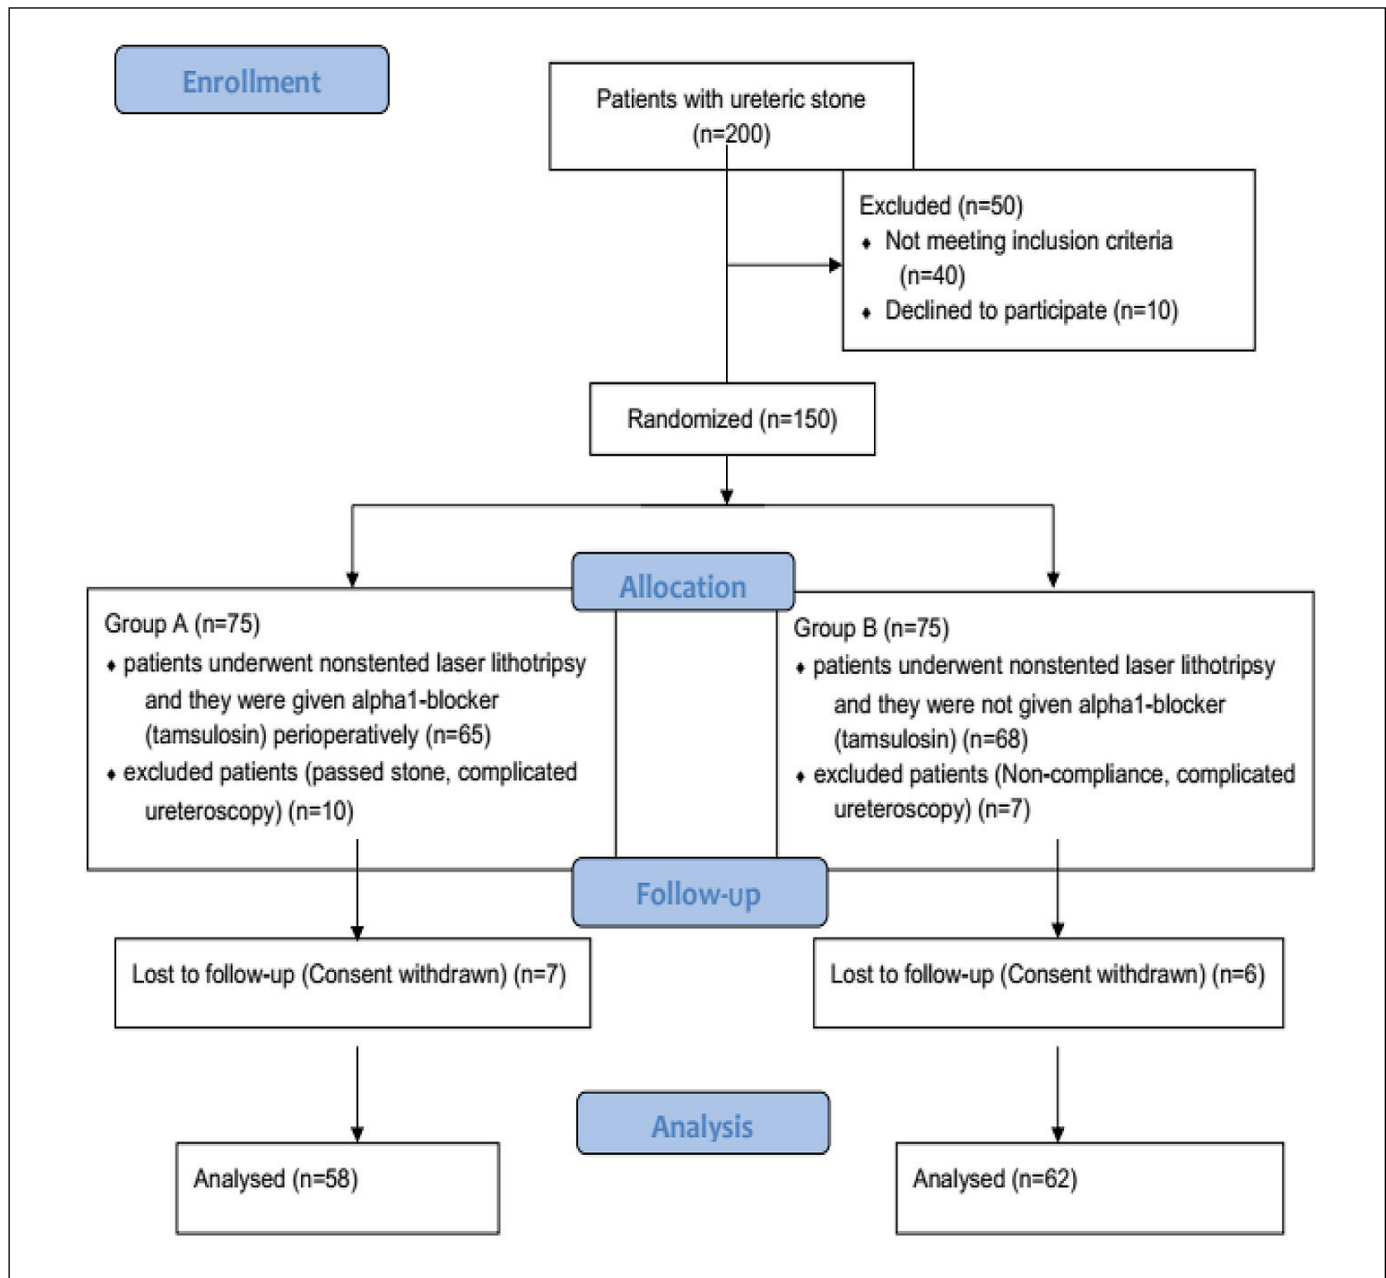 Enrollment
Patients with ureteric stone
(n=200)
Excluded (n=50)
♦ Not meeting inclusion criteria
(n=40)
♦ Declined to participate (n=10)
Randomized (n=150)
Allocation
Group A (n=75)
♦ patients underwent nonstented laser lithotripsy
and they were given alpha1-blocker
(tamsulosin) perioperatively (n=65)
♦ excluded patients (passed stone, complicated
ureteroscopy) (n=10)
Group B (n=75)
♦ patients underwent nonstented laser lithotripsy
and they were not given alpha1-blocker
(tamsulosin) (n=68)
♦ excluded patients (Non-compliance, complicated
ureteroscopy) (n=7)
Follow-up
Lost to follow-up (Consent withdrawn) (n=7)
Lost to follow-up (Consent withdrawn) (n=6)
Analysis
Analysed (n=58)
Analysed (n=62)